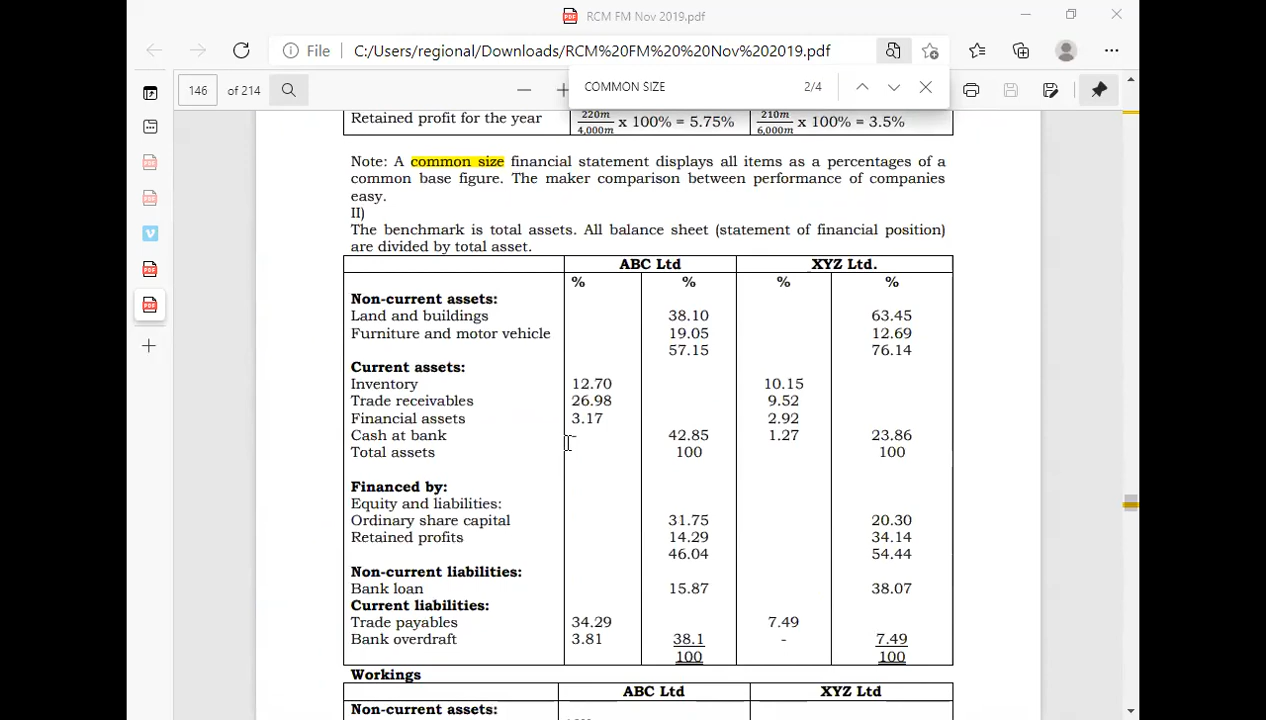 RCM FM Nov 2019.pdf
File C:/Users/regional/Downloads/RCM%20FM%20%20Nov%202019.pdf
146 of 214
COMMON SIZE 2/4
Retained profit for the year 220m/4,000m x 100% = 5.75% 210m/6,000m x 100% = 3.5%
Note: A common size financial statement displays all items as a percentages of a
common base figure. The maker comparison between performance of companies
easy.
II)
The benchmark is total assets. All balance sheet (statement of financial position)
are divided by total asset.
ABC Ltd XYZ Ltd.
% % % %
Non-current assets:
Land and buildings 38.10 63.45
Furniture and motor vehicle 19.05 12.69
57.15 76.14
Current assets:
Inventory 12.70 10.15
Trade receivables 26.98 9.52
Financial assets 3.17 2.92
Cash at bank - 42.85 1.27 23.86
Total assets 100 100
Financed by:
Equity and liabilities:
Ordinary share capital 31.75 20.30
Retained profits 14.29 34.14
46.04 54.44
Non-current liabilities:
Bank loan 15.87 38.07
Current liabilities:
Trade payables 34.29 7.49
Bank overdraft 3.81 38.1 - 7.49
100 100
Workings
ABC Ltd XYZ Ltd
Non-current assets: